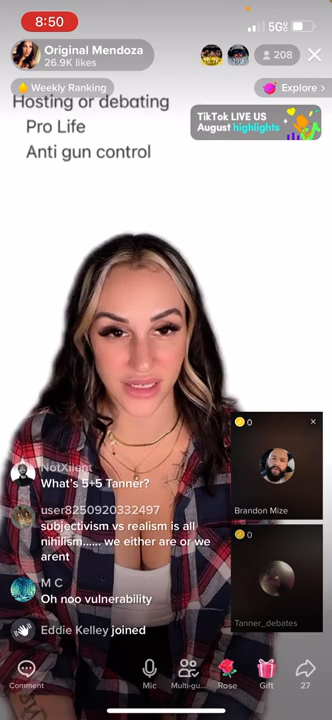 8:50
5G
Original Mendoza
26.9K likes
208
Weekly Ranking
Explore >
Hosting or debating
Pro Life
Anti gun control
TikTok LIVE US
August highlights
NotXilent
What's 5+5 Tanner?
user8250920332497
subjectivism vs realism is all
nihilism...... we either are or we
arent
M C
Oh noo vulnerability
Eddie Kelley joined
0
Brandon Mize
0
Tanner_debates
Comment
Mic
Multi-gu...
Rose
Gift
27